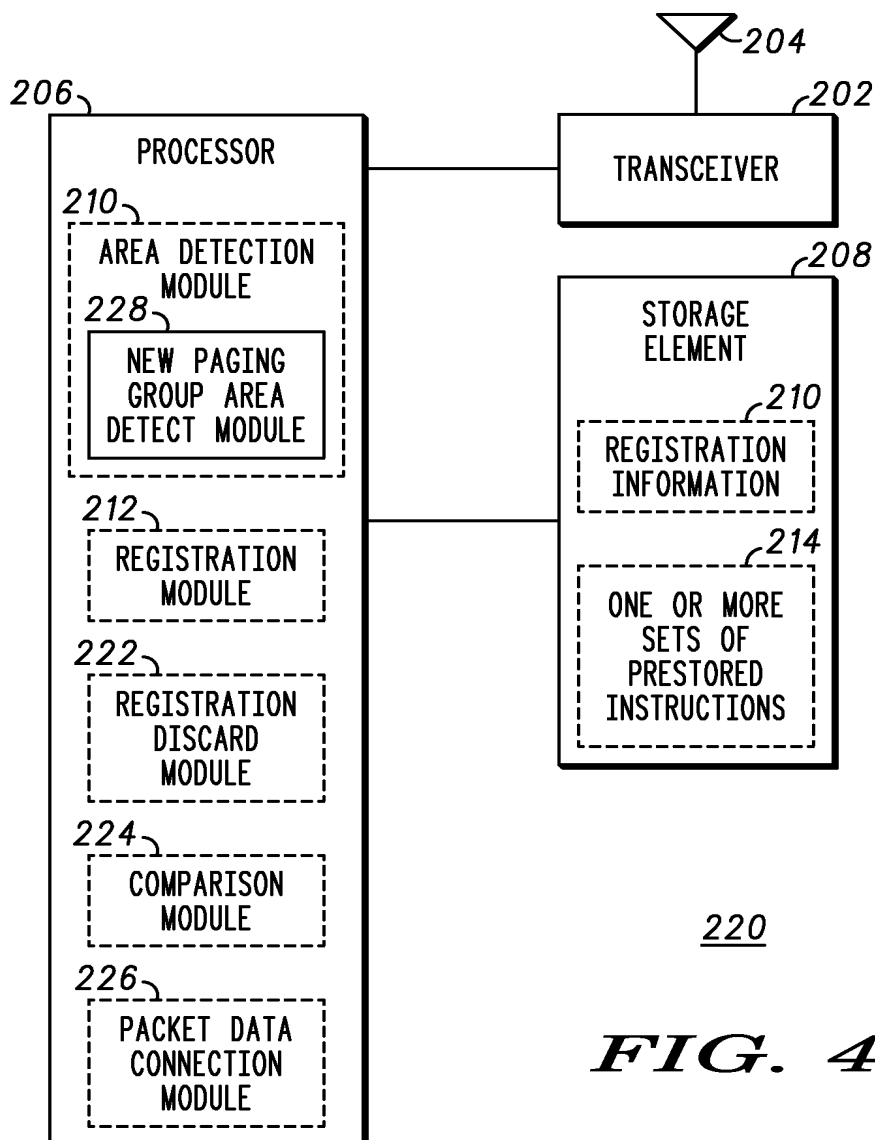 204
206
202
PROCESSOR
TRANSCEIVER
210
AREA DETECTION
MODULE
228
NEW PAGING
GROUP AREA
DETECT MODULE
208
STORAGE
ELEMENT
210
REGISTRATION
INFORMATION
212
REGISTRATION
MODULE
214
ONE OR MORE
SETS OF
PRESTORED
INSTRUCTIONS
222
REGISTRATION
DISCARD
MODULE
224
COMPARISON
MODULE
220
226
PACKET DATA
CONNECTION
MODULE
FIG. 4